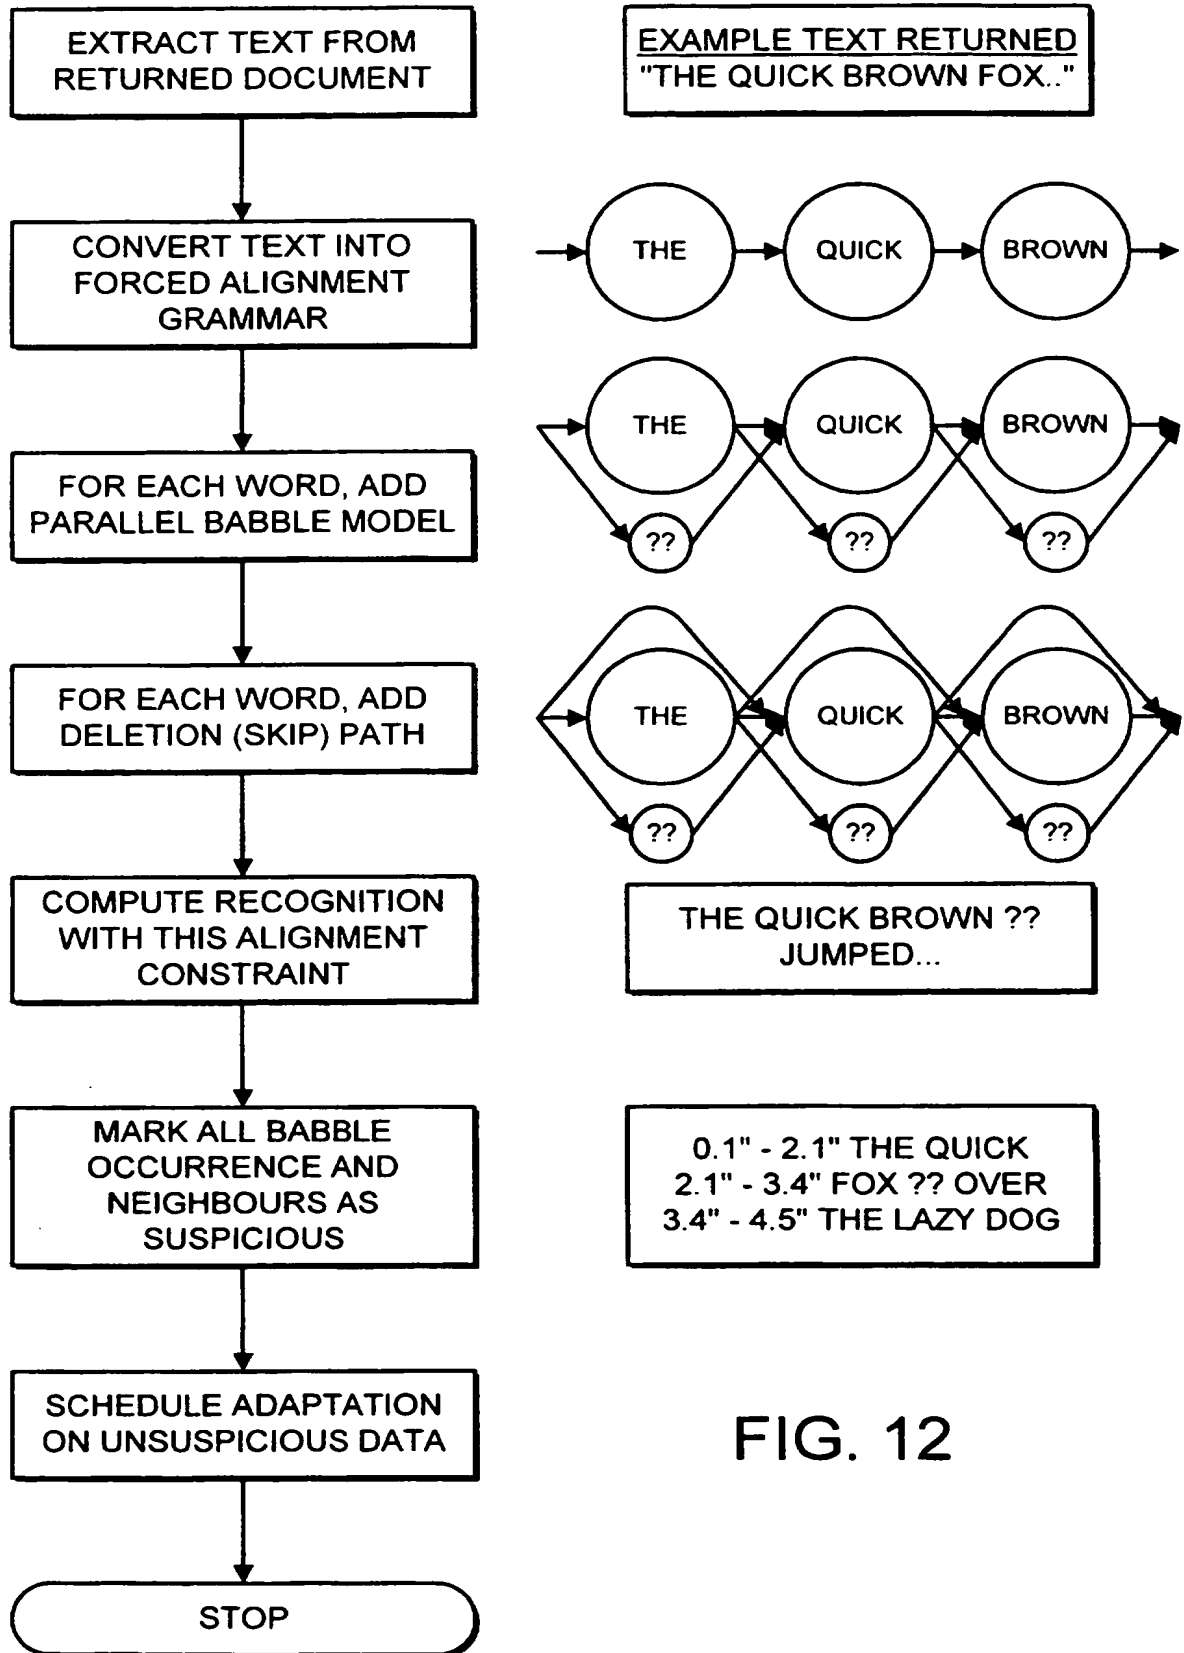 EXTRACT TEXT FROM
RETURNED DOCUMENT
EXAMPLE TEXT RETURNED
"THE QUICK BROWN FOX.."
CONVERT TEXT INTO
FORCED ALIGNMENT
GRAMMAR
THE
QUICK
BROWN
FOR EACH WORD, ADD
PARALLEL BABBLE MODEL
THE
QUICK
BROWN
??
??
??
FOR EACH WORD, ADD
DELETION (SKIP) PATH
THE
QUICK
BROWN
??
??
??
COMPUTE RECOGNITION
WITH THIS ALIGNMENT
CONSTRAINT
THE QUICK BROWN ??
JUMPED...
MARK ALL BABBLE
OCCURRENCE AND
NEIGHBOURS AS
SUSPICIOUS
0.1" - 2.1" THE QUICK
2.1" - 3.4" FOX ?? OVER
3.4" - 4.5" THE LAZY DOG
SCHEDULE ADAPTATION
ON UNSUSPICIOUS DATA
FIG. 12
STOP